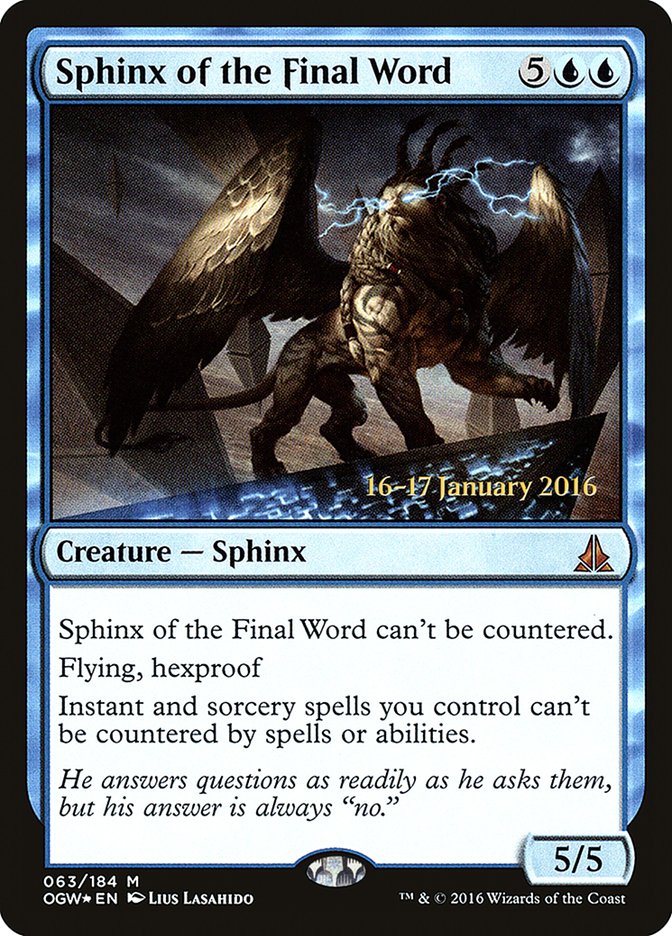 Sphinx of the Final Word 5
16–17 January 2016
Creature — Sphinx
Sphinx of the Final Word can't be countered.
Flying, hexproof
Instant and sorcery spells you control can't
be countered by spells or abilities.
He answers questions as readily as he asks them,
but his answer is always “no.”
5/5
063/184 M
OGW★EN Lius Lasahido
™ & © 2016 Wizards of the Coast